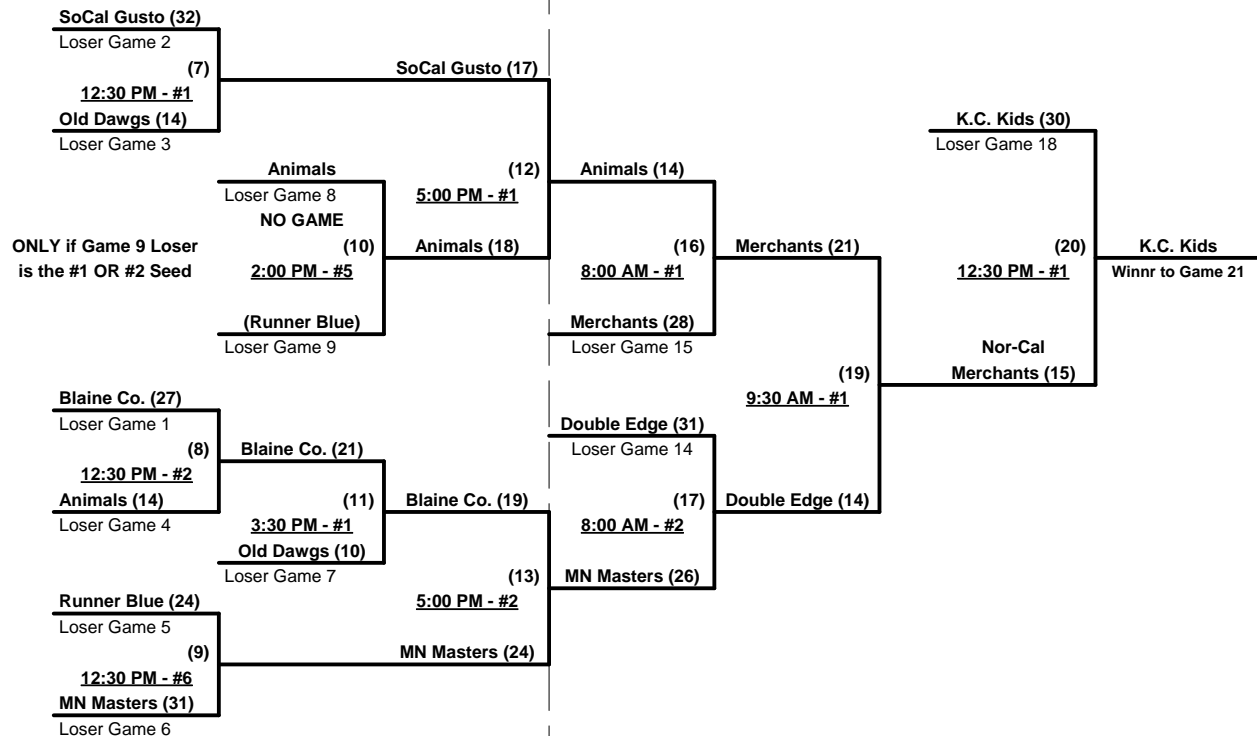 SoCal Gusto (32)
Loser Game 2
(7)
12:30 PM - #1
Old Dawgs (14)
Loser Game 3
SoCal Gusto (17)
Animals
Loser Game 8
NO GAME
ONLY if Game 9 Loser
is the #1 OR #2 Seed
(10)
2:00 PM - #5
(Runner Blue)
Loser Game 9
(12)
5:00 PM - #1
Animals (18)
Animals (14)
(16)
8:00 AM - #1
Merchants (28)
Loser Game 15
Merchants (21)
K.C. Kids (30)
Loser Game 18
(20)
12:30 PM - #1
K.C. Kids
Winnr to Game 21
Nor-Cal
Merchants (15)
(19)
9:30 AM - #1
Blaine Co. (27)
Loser Game 1
(8)
12:30 PM - #2
Animals (14)
Loser Game 4
Blaine Co. (21)
(11)
3:30 PM - #1
Old Dawgs (10)
Loser Game 7
Blaine Co. (19)
(13)
5:00 PM - #2
Double Edge (31)
Loser Game 14
(17)
8:00 AM - #2
Double Edge (14)
MN Masters (26)
Runner Blue (24)
Loser Game 5
(9)
12:30 PM - #6
MN Masters (31)
Loser Game 6
MN Masters (24)